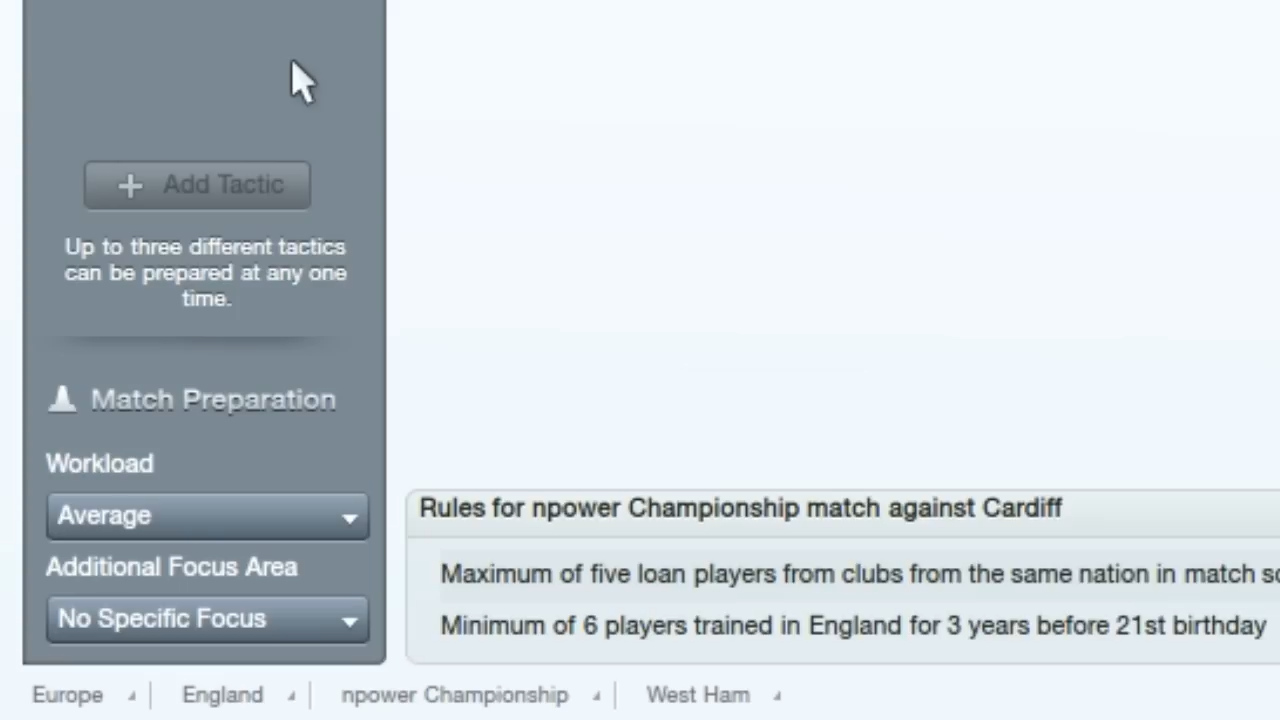 + Add Tactic
Up to three different tactics
can be prepared at any one
time.
Match Preparation
Workload
Average
Additional Focus Area
No Specific Focus
Rules for npower Championship match against Cardiff
Maximum of five loan players from clubs from the same nation in match
Minimum of 6 players trained in England for 3 years before 21st birthday
Europe England npower Championship West Ham